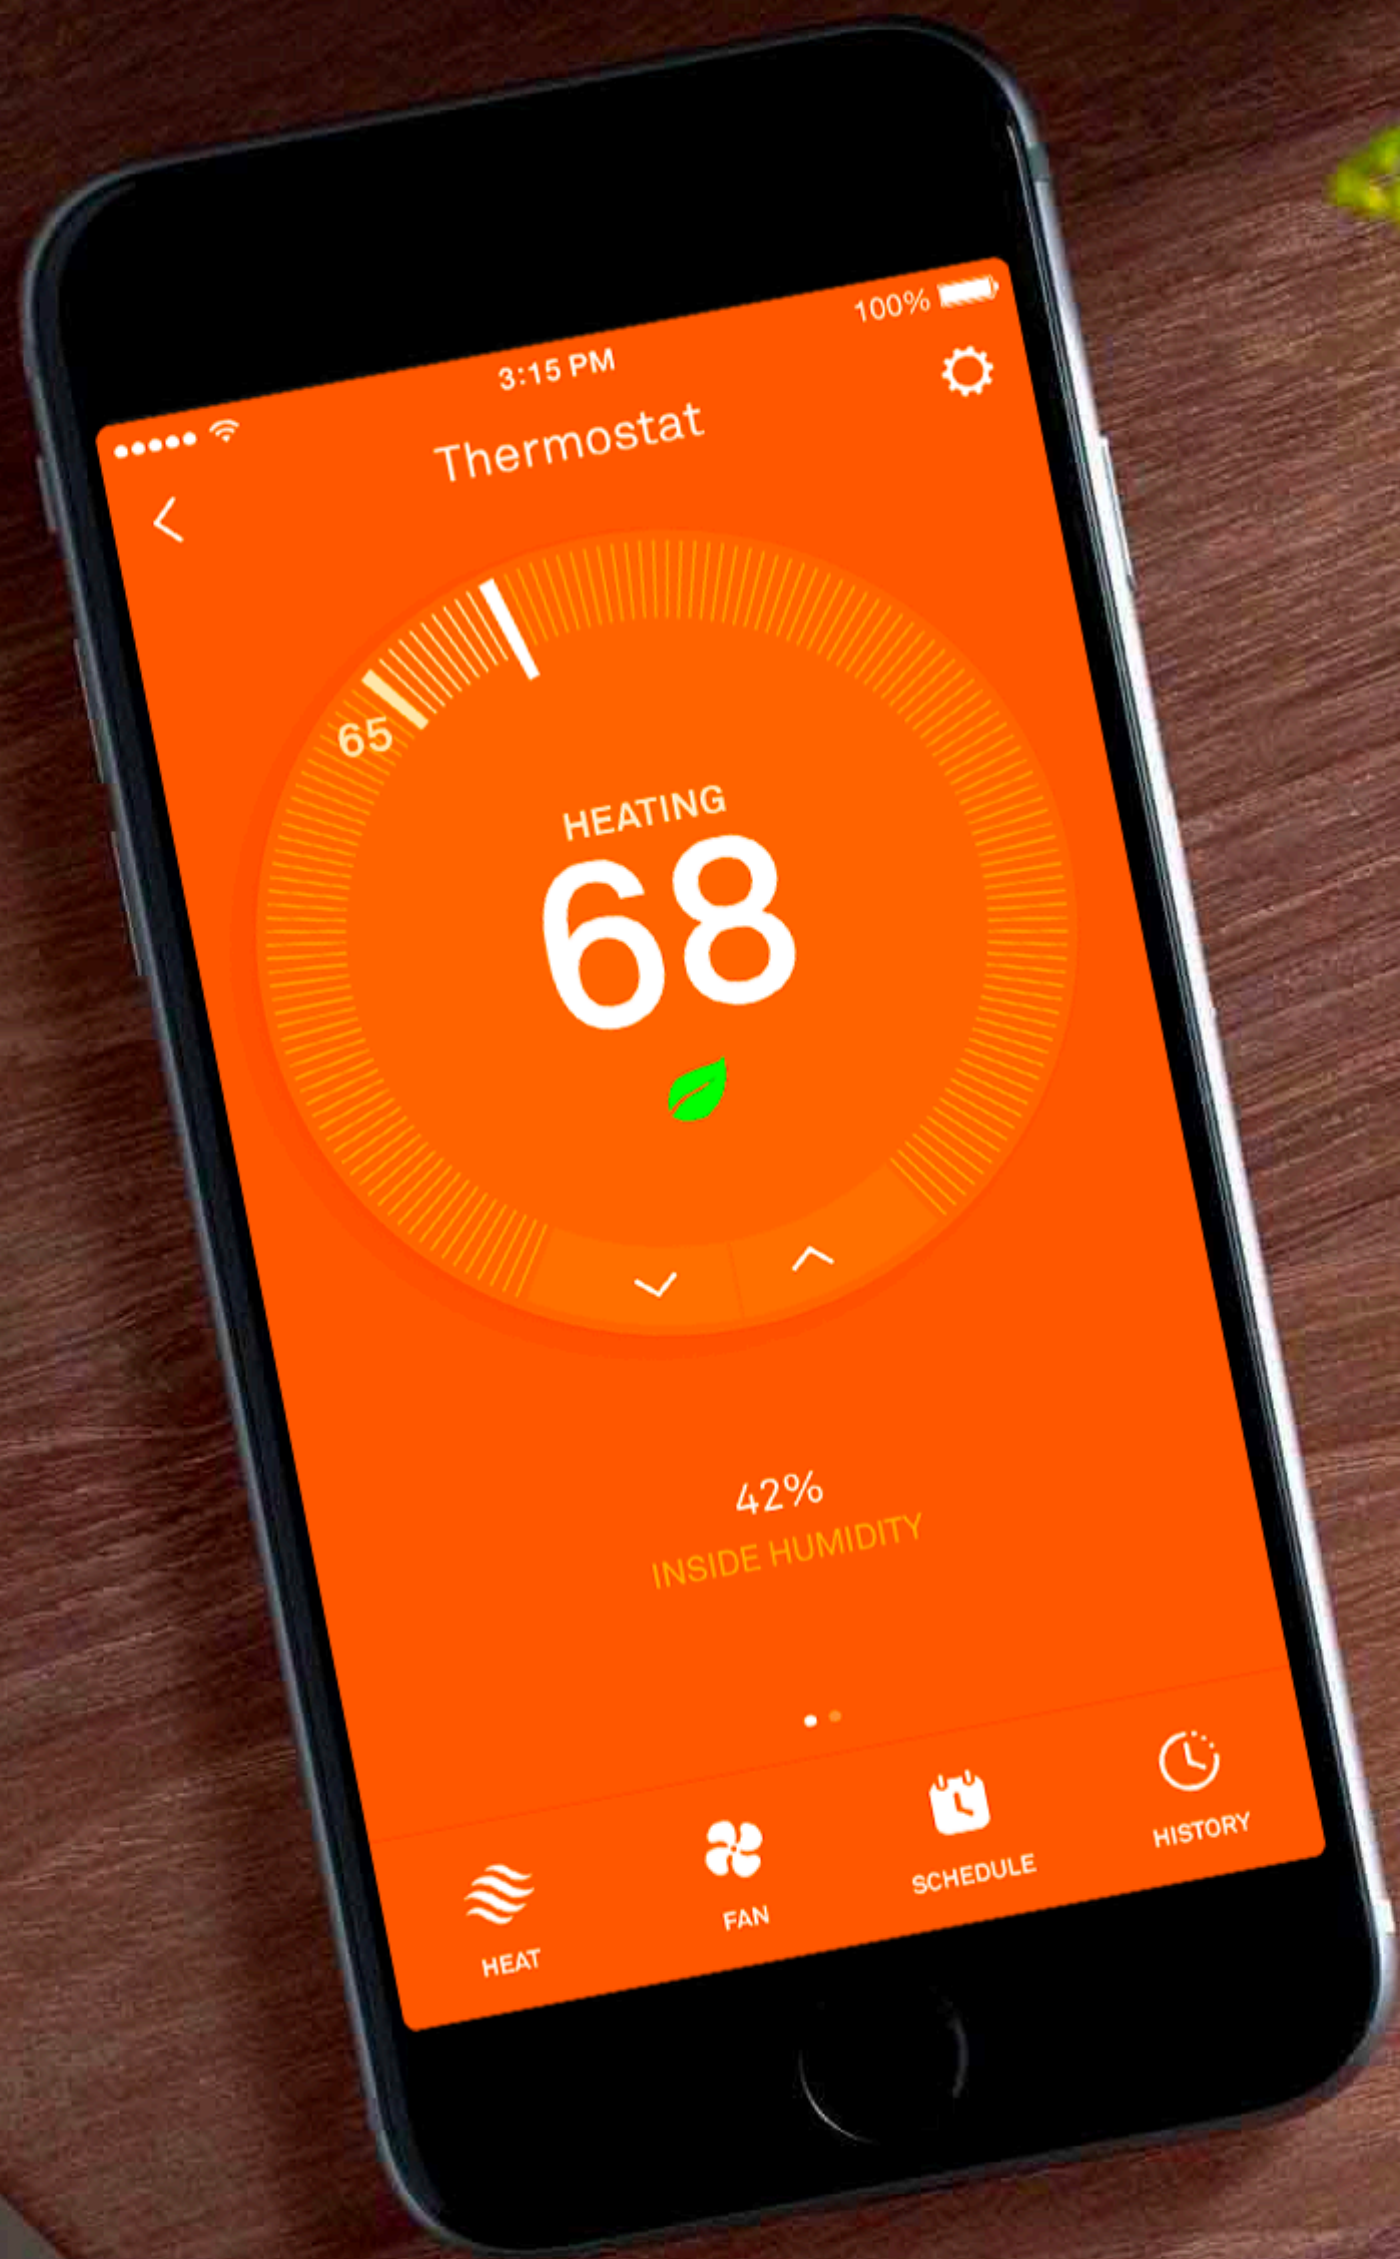 100%
3:15 PM
Thermostat
65
HEATING
68
42%
INSIDE HUMIDITY
HEAT
FAN
SCHEDULE
HISTORY